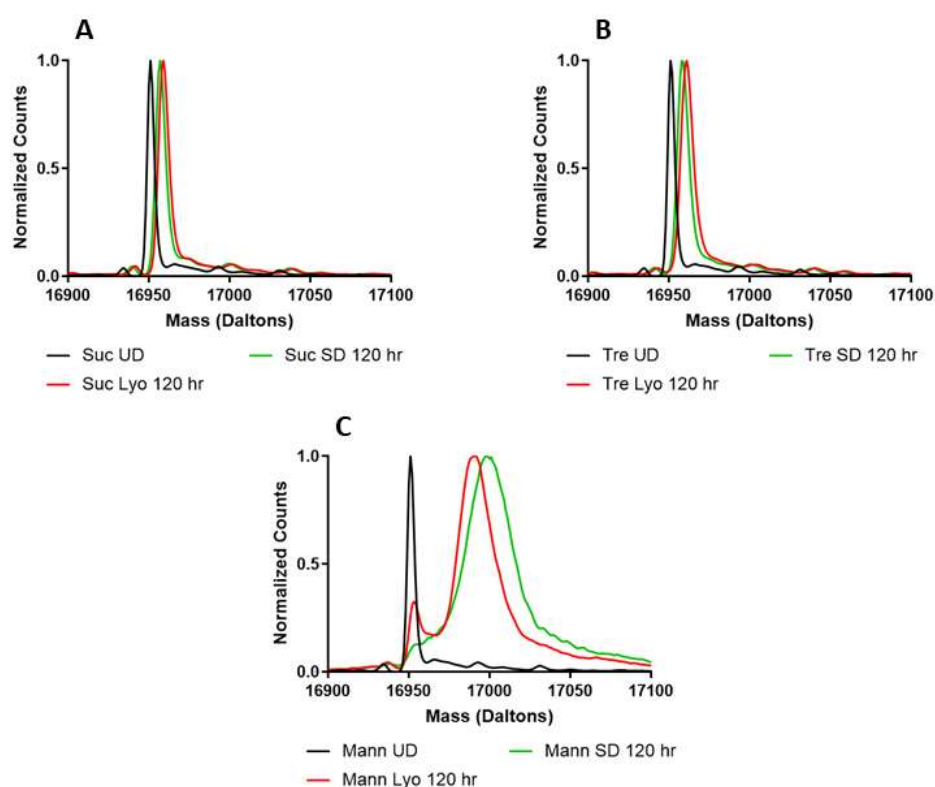 A
1.0
0.5
0.0
Normalized Counts
16900 16950 17000 17050 17100
Mass (Daltons)
Suc UD
Suc SD 120 hr
Suc Lyo 120 hr
B
1.0
0.5
0.0
Normalized Counts
16900 16950 17000 17050 17100
Mass (Daltons)
Tre UD
Tre SD 120 hr
Tre Lyo 120 hr
C
1.0
0.5
0.0
Normalized Counts
16900 16950 17000 17050 17100
Mass (Daltons)
Mann UD
Mann SD 120 hr
Mann Lyo 120 hr